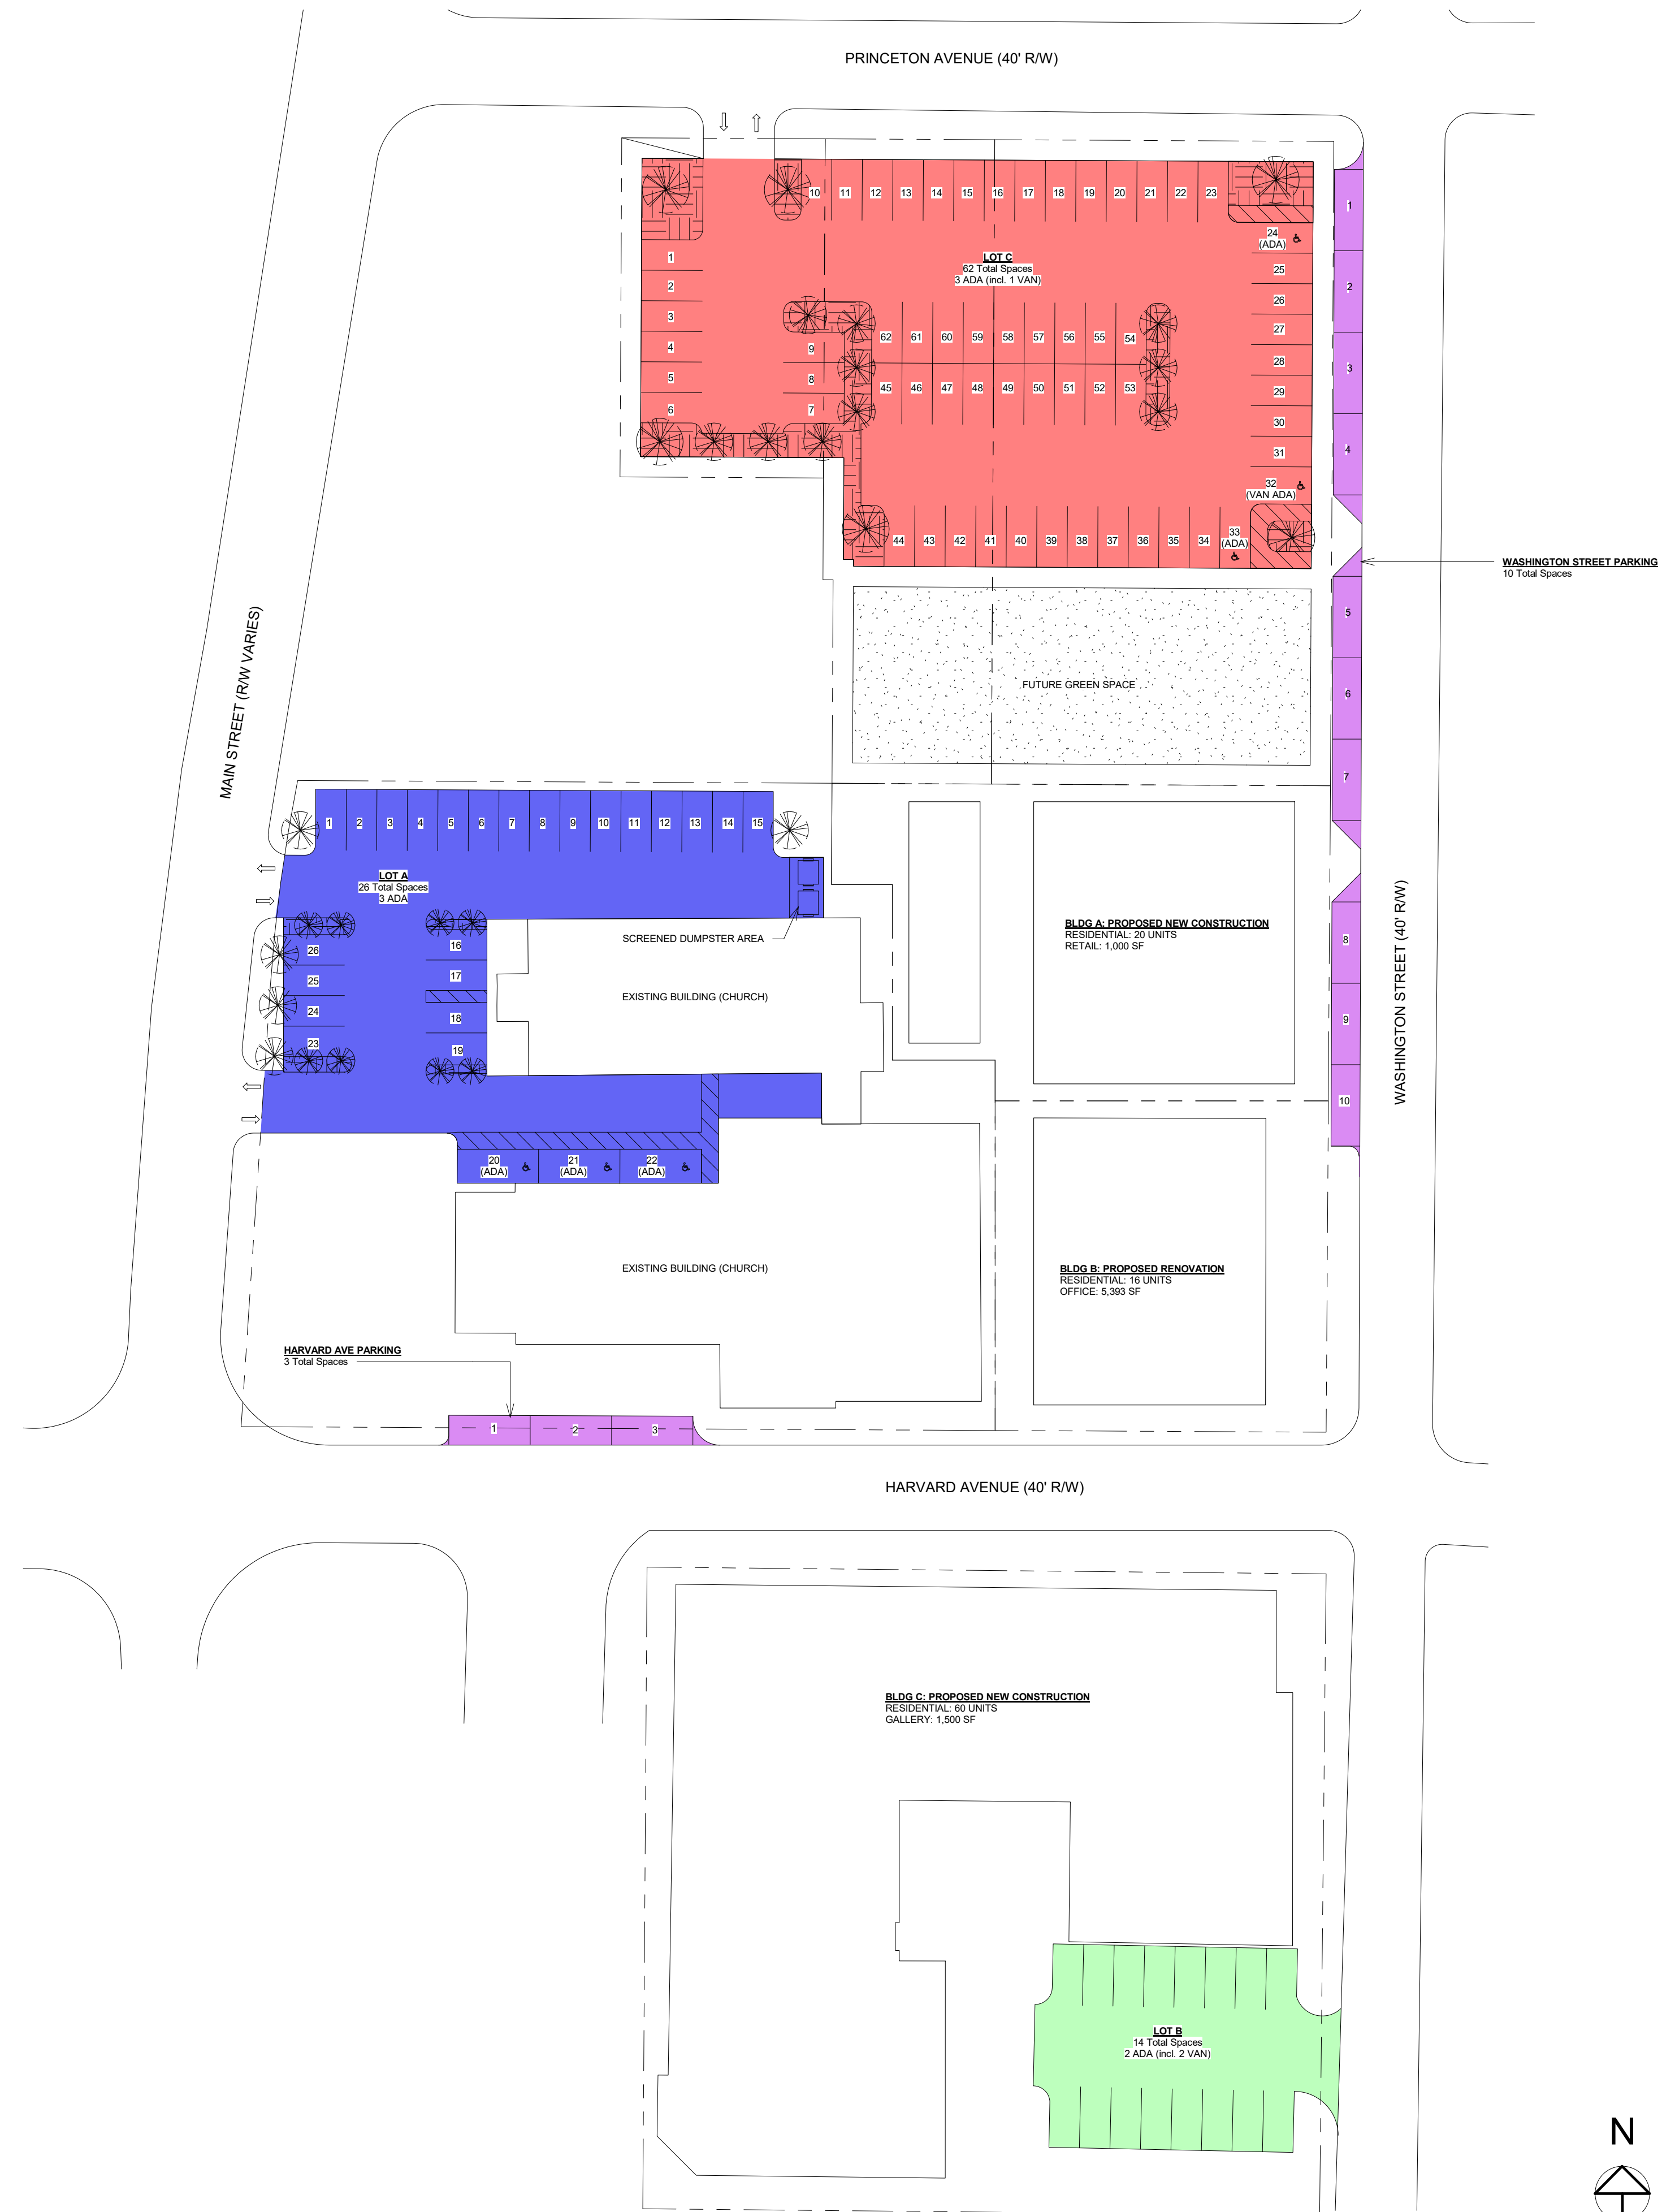 PRINCETON AVENUE (40' R/W)
10 11 12 13 14 15 16 17 18 19 20 21 22 23
24
(ADA)
25
26
27
28
29
30
31
32
(VAN ADA)
33
(ADA)
LOT C
62 Total Spaces
3 ADA (incl. 1 VAN)
1
2
3
4
5
6
9
8
7
62 61 60 59 58 57 56 55 54
45 46 47 48 49 50 51 52 53
44 43 42 41 40 39 38 37 36 35 34
1
2
3
4
5
6
7
8
9
10
WASHINGTON STREET PARKING
10 Total Spaces
FUTURE GREEN SPACE
MAIN STREET (R/W VARIES)
WASHINGTON STREET (40' R/W)
1 2 3 4 5 6 7 8 9 10 11 12 13 14 15
LOT A
26 Total Spaces
3 ADA
26
25
24
23
16
17
18
19
SCREENED DUMPSTER AREA
EXISTING BUILDING (CHURCH)
BLDG A: PROPOSED NEW CONSTRUCTION
RESIDENTIAL: 20 UNITS
RETAIL: 1,000 SF
20
(ADA)
21
(ADA)
22
(ADA)
EXISTING BUILDING (CHURCH)
BLDG B: PROPOSED RENOVATION
RESIDENTIAL: 16 UNITS
OFFICE: 5,393 SF
HARVARD AVE PARKING
3 Total Spaces
1 2 3
HARVARD AVENUE (40' R/W)
BLDG C: PROPOSED NEW CONSTRUCTION
RESIDENTIAL: 60 UNITS
GALLERY: 1,500 SF
LOT B
14 Total Spaces
2 ADA (incl. 2 VAN)
N